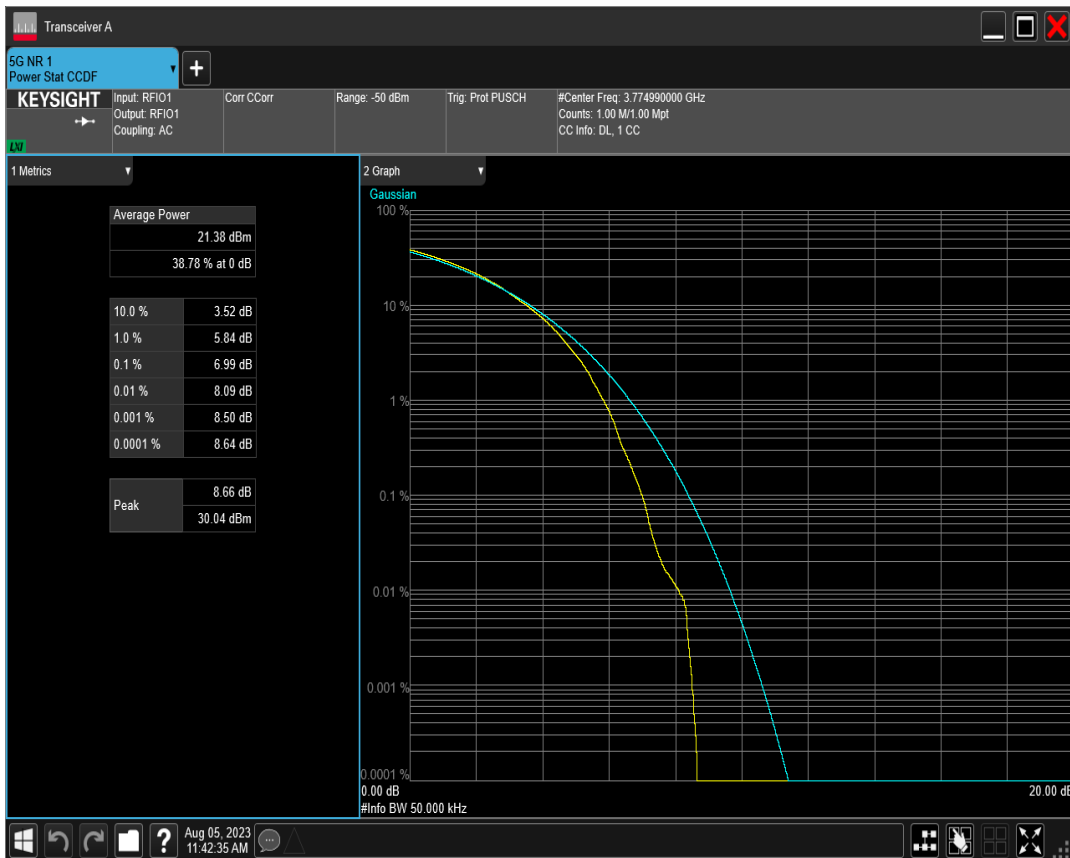 Transceiver A
5G NR 1
Power Stat CCDF
+
KEYSIGHT
LXI
Input: RFIO1
Output: RFIO1
Coupling: AC
Corr CCorr
Range: -50 dBm
Trig: Prot PUSCH
#Center Freq: 3.774990000 GHz
Counts: 1.00 M/1.00 Mpt
CC Info: DL, 1 CC
1 Metrics
Average Power
21.38 dBm
38.78 % at 0 dB
10.0 % 3.52 dB
1.0 % 5.84 dB
0.1 % 6.99 dB
0.01 % 8.09 dB
0.001 % 8.50 dB
0.0001 % 8.64 dB
Peak
8.66 dB
30.04 dBm
2 Graph
Gaussian
100 %
10 %
1 %
0.1 %
0.01 %
0.001 %
0.0001 %
0.00 dB 20.00 dB
#Info BW 50.000 kHz
?
Aug 05, 2023
11:42:35 AM